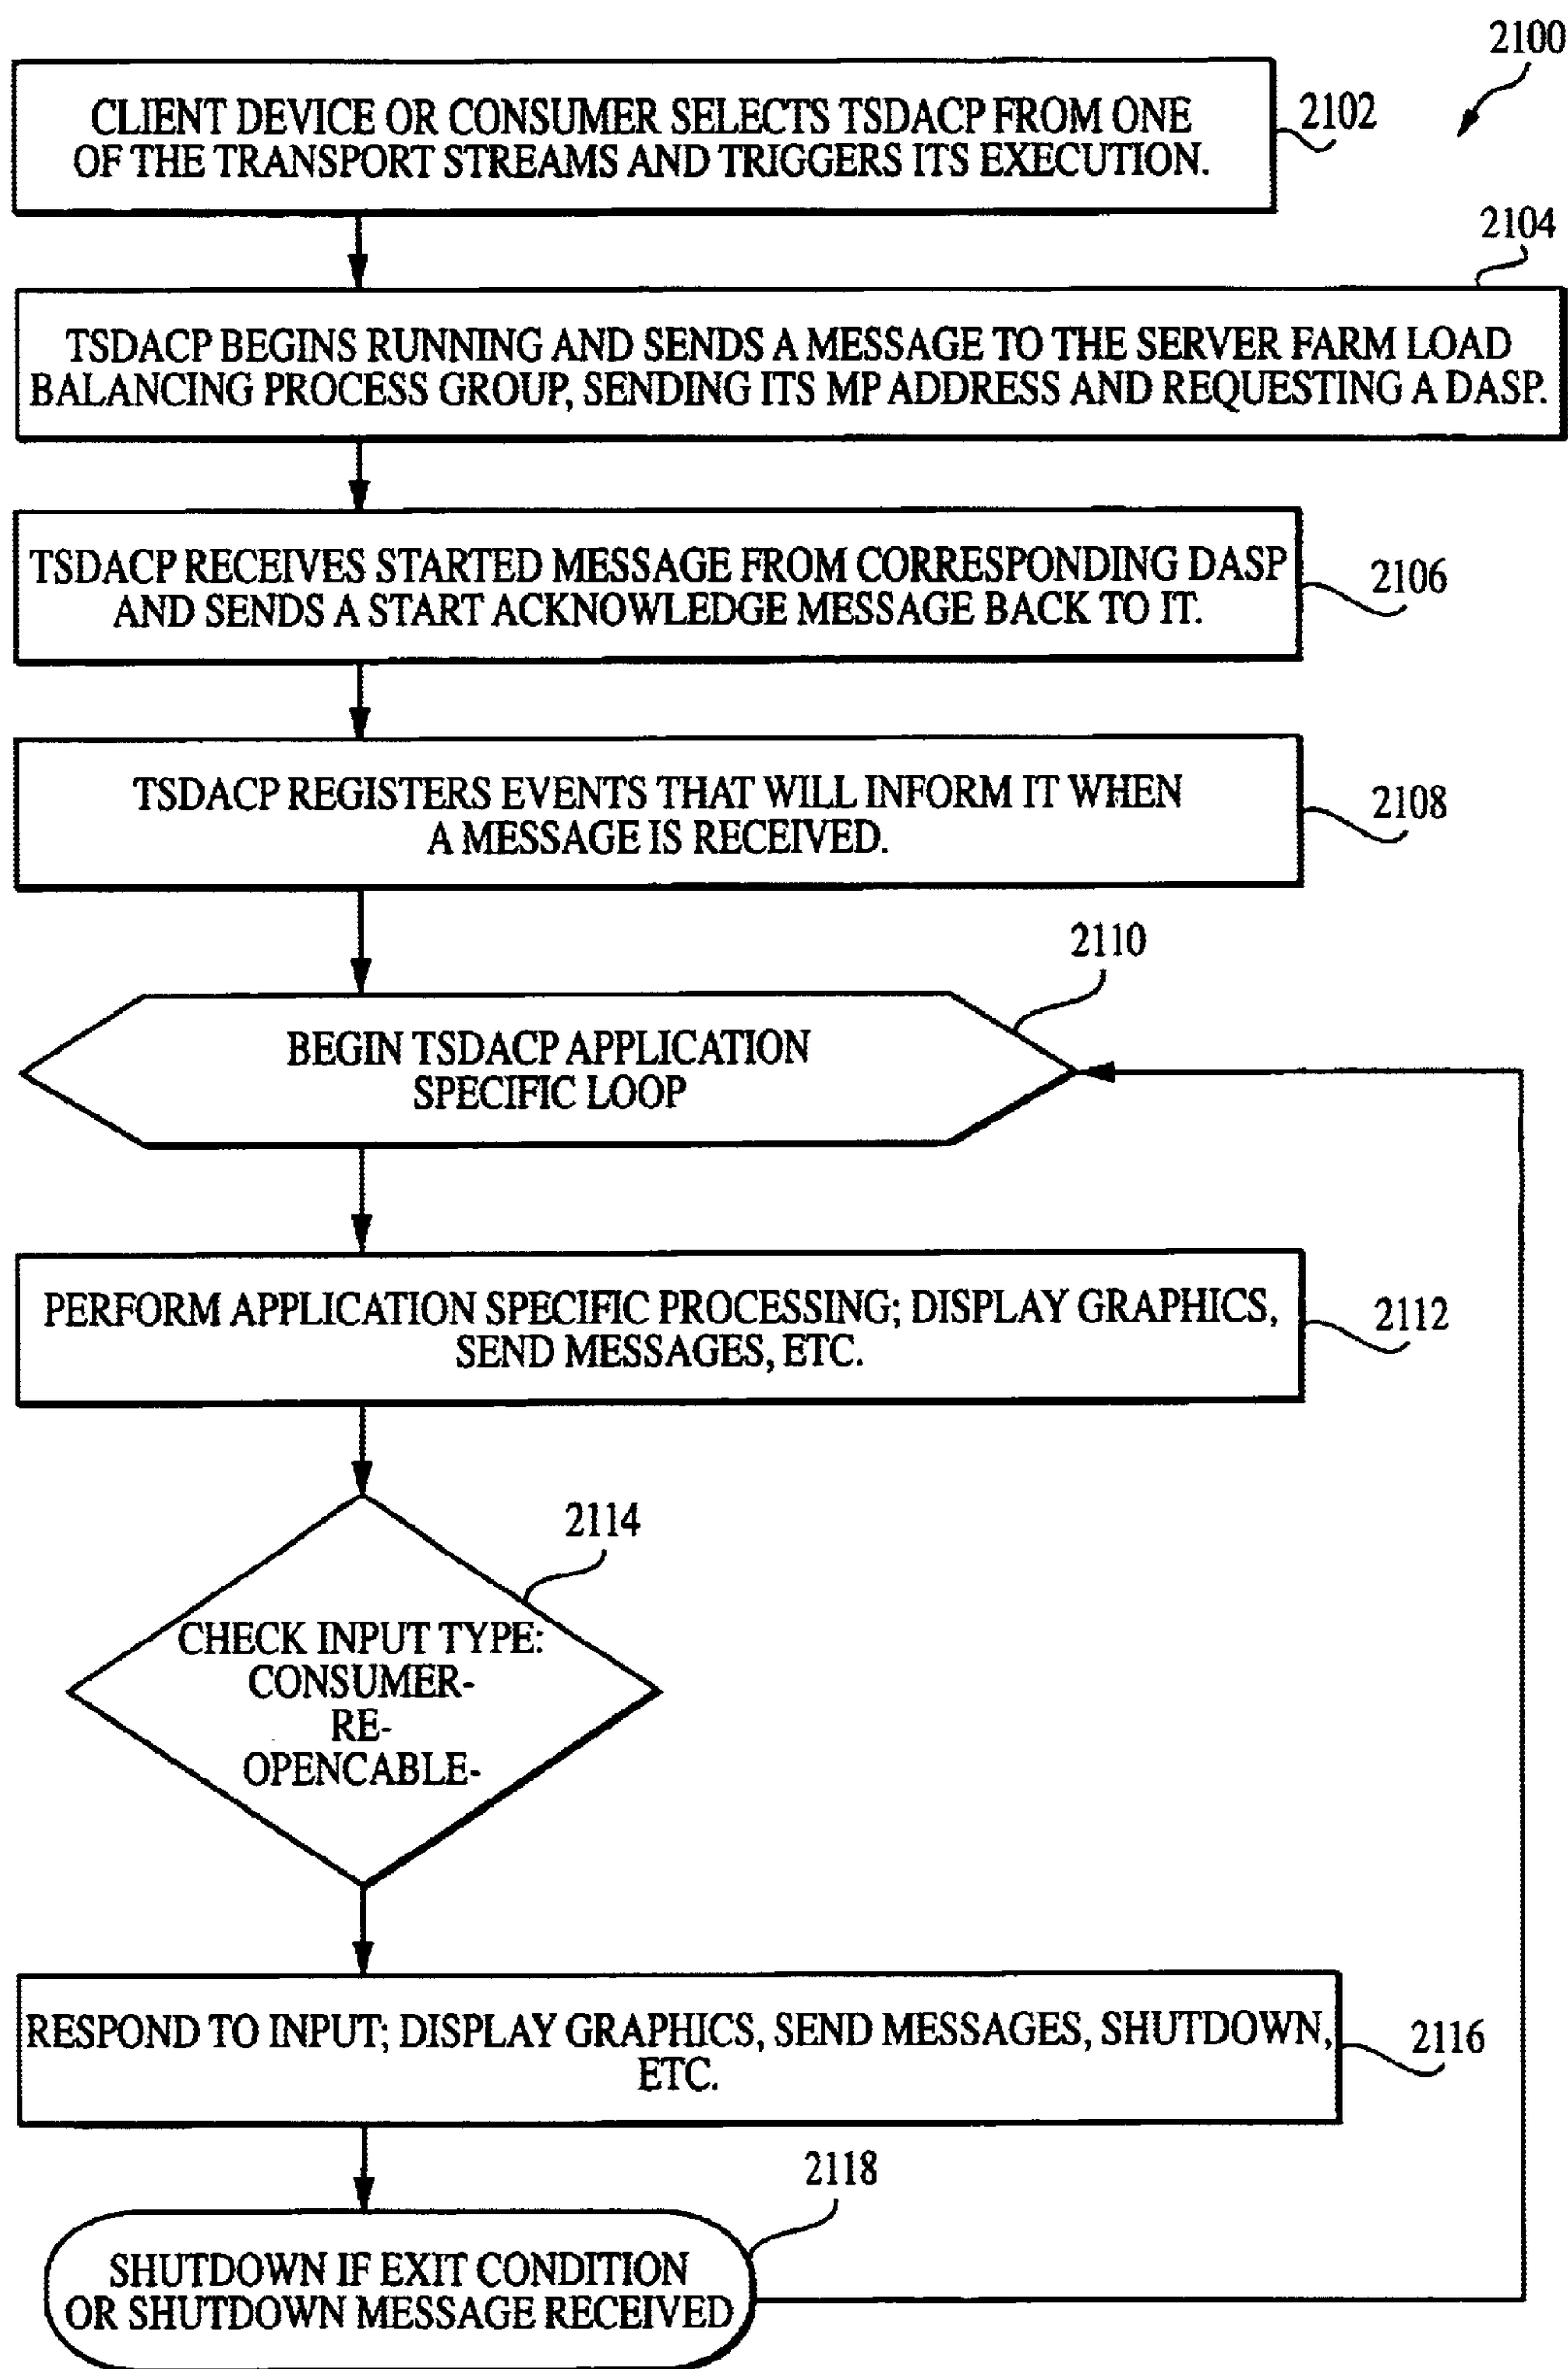 2100
CLIENT DEVICE OR CONSUMER SELECTS TSDACP FROM ONE
OF THE TRANSPORT STREAMS AND TRIGGERS ITS EXECUTION.
2102
2104
TSDACP BEGINS RUNNING AND SENDS A MESSAGE TO THE SERVER FARM LOAD
BALANCING PROCESS GROUP, SENDING ITS MP ADDRESS AND REQUESTING A DASP.
TSDACP RECEIVES STARTED MESSAGE FROM CORRESPONDING DASP
AND SENDS A START ACKNOWLEDGE MESSAGE BACK TO IT.
2106
TSDACP REGISTERS EVENTS THAT WILL INFORM IT WHEN
A MESSAGE IS RECEIVED.
2108
2110
BEGIN TSDACP APPLICATION
SPECIFIC LOOP
PERFORM APPLICATION SPECIFIC PROCESSING; DISPLAY GRAPHICS,
SEND MESSAGES, ETC.
2112
2114
CHECK INPUT TYPE:
CONSUMER-
RE-
OPENCABLE-
RESPOND TO INPUT; DISPLAY GRAPHICS, SEND MESSAGES, SHUTDOWN,
ETC.
2116
2118
SHUTDOWN IF EXIT CONDITION
OR SHUTDOWN MESSAGE RECEIVED